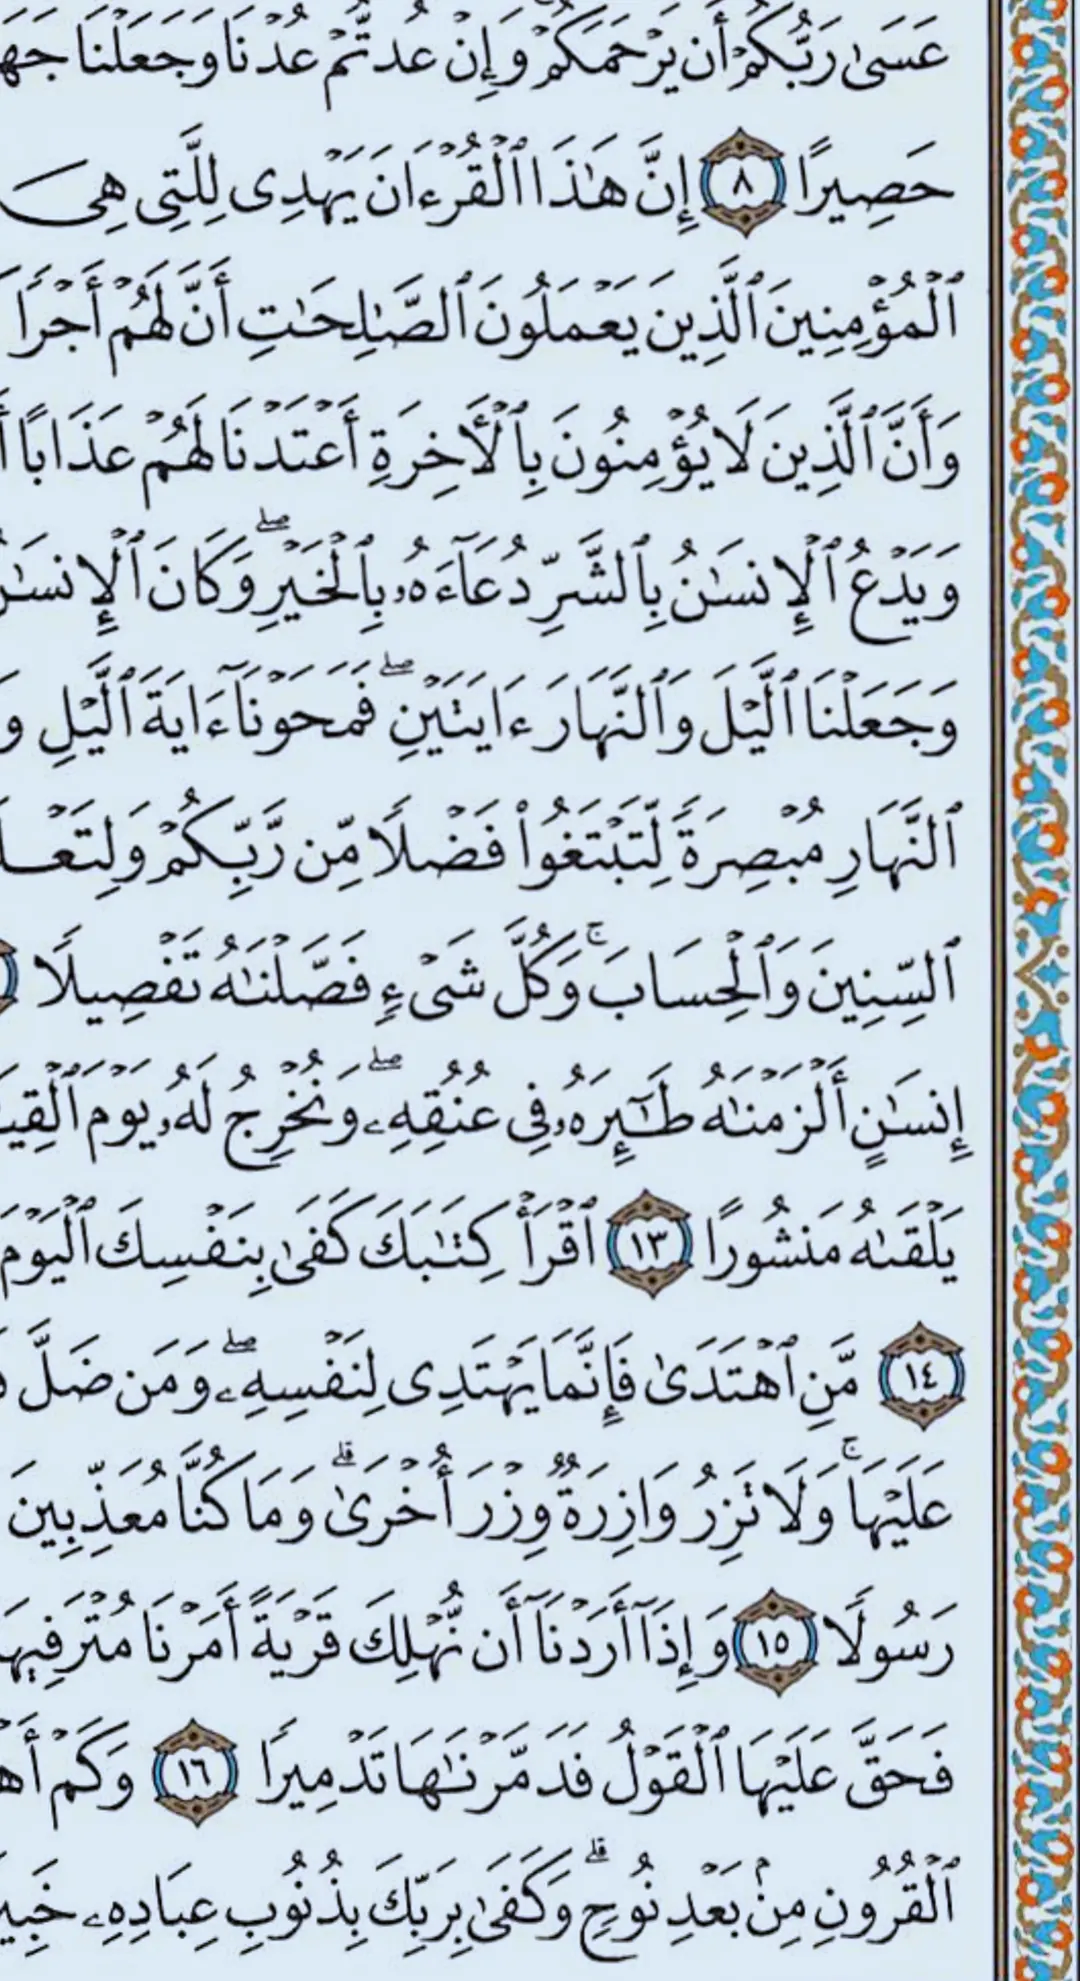 عَسَىٰ رَبُّكُمْ أَن يَرْحَمَكُمْ ۚ وَإِنْ عُدتُّمْ عُدْنَا وَجَعَلْنَا جَهَ
حَصِيرًا ٨ إِنَّ هَـٰذَا ٱلْقُرْءَانَ يَهْدِى لِلَّتِى هِىَ
ٱلْمُؤْمِنِينَ ٱلَّذِينَ يَعْمَلُونَ ٱلصَّـٰلِحَـٰتِ أَنَّ لَهُمْ أَجْرًا
وَأَنَّ ٱلَّذِينَ لَا يُؤْمِنُونَ بِٱلْأَخِرَةِ أَعْتَدْنَا لَهُمْ عَذَابًا أَ
وَيَدْعُ ٱلْإِنسَـٰنُ بِٱلشَّرِّ دُعَآءَهُۥ بِٱلْخَيْرِ ۖ وَكَانَ ٱلْإِنسَـٰنُ
وَجَعَلْنَا ٱلَّيْلَ وَٱلنَّهَارَ ءَايَتَيْنِ ۖ فَمَحَوْنَآ ءَايَةَ ٱلَّيْلِ وَ
ٱلنَّهَارِ مُبْصِرَةً لِّتَبْتَغُوا۟ فَضْلًا مِّن رَّبِّكُمْ وَلِتَعْلَ
ٱلسِّنِينَ وَٱلْحِسَابَ ۚ وَكُلَّ شَىْءٍ فَصَّلْنَـٰهُ تَفْصِيلًا
إِنسَـٰنٍ أَلْزَمْنَـٰهُ طَـٰٓئِرَهُۥ فِى عُنُقِهِۦ ۖ وَنُخْرِجُ لَهُۥ يَوْمَ ٱلْقِيَ
يَلْقَىٰهُ مَنشُورًا ١٣ ٱقْرَأْ كِتَـٰبَكَ كَفَىٰ بِنَفْسِكَ ٱلْيَوْمَ
١٤ مَّنِ ٱهْتَدَىٰ فَإِنَّمَا يَهْتَدِى لِنَفْسِهِۦ ۖ وَمَن ضَلَّ فَ
عَلَيْهَا ۚ وَلَا تَزِرُ وَازِرَةٌ وِزْرَ أُخْرَىٰ ۗ وَمَا كُنَّا مُعَذِّبِينَ
رَسُولًا ١٥ وَإِذَآ أَرَدْنَآ أَن نُّهْلِكَ قَرْيَةً أَمَرْنَا مُتْرَفِيهَا
فَحَقَّ عَلَيْهَا ٱلْقَوْلُ فَدَمَّرْنَـٰهَا تَدْمِيرًا ١٦ وَكَمْ أَهْ
ٱلْقُرُونِ مِنۢ بَعْدِ نُوحٍ ۗ وَكَفَىٰ بِرَبِّكَ بِذُنُوبِ عِبَادِهِۦ خَبِي